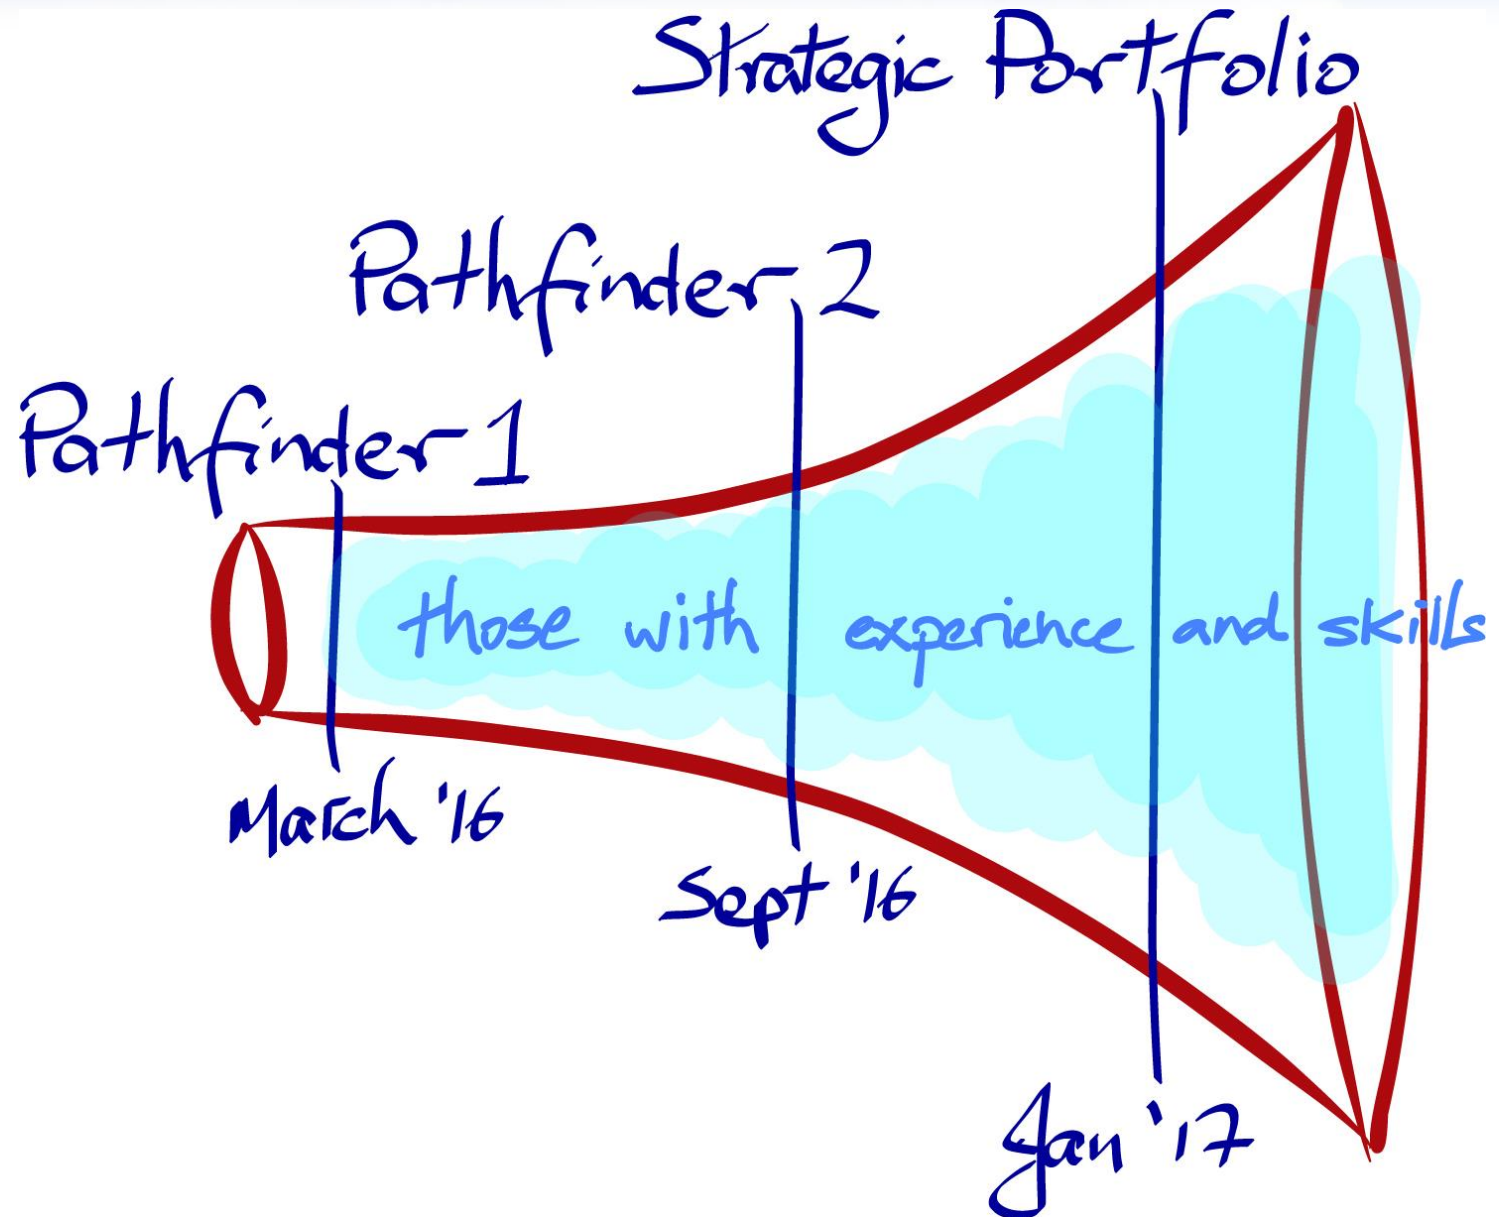 Strategic Portfolio
Pathfinder 2
Pathfinder 1
those with experience and skills
March '16
Sept '16
Jan '17